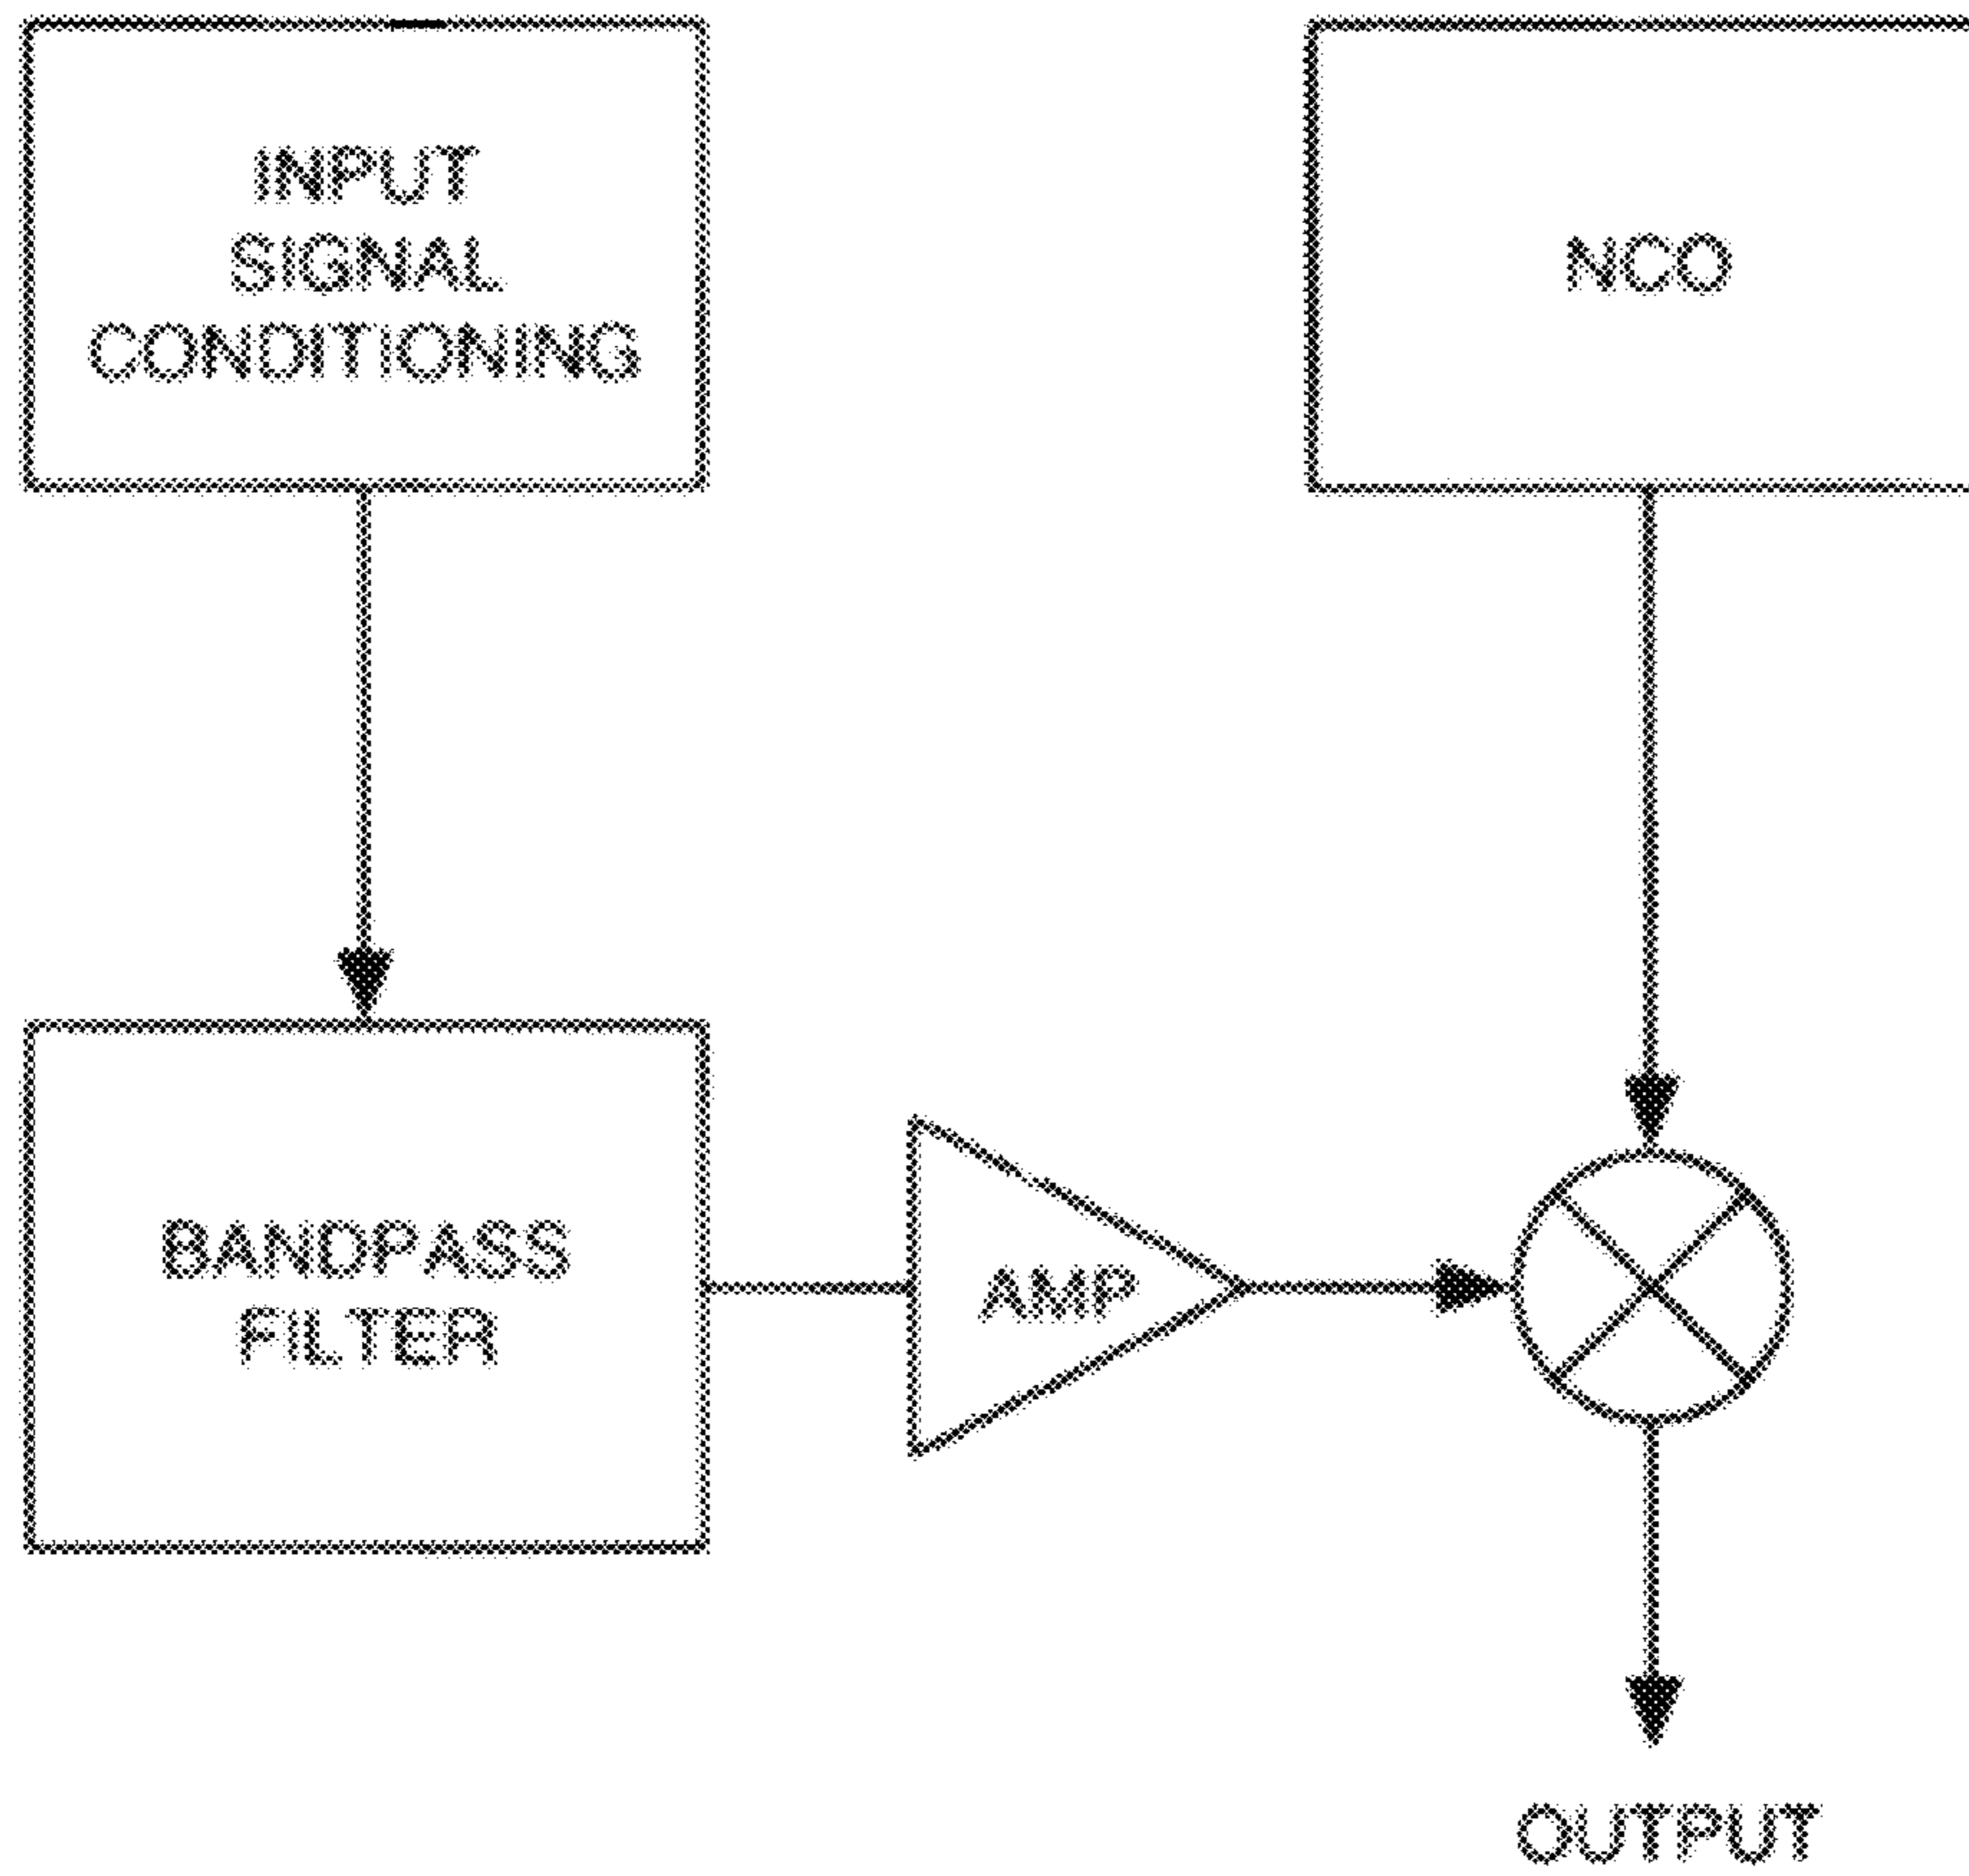 INPUT
SIGNAL
CONDITIONING
NCO
BANDPASS
FILTER
AMP
OUTPUT